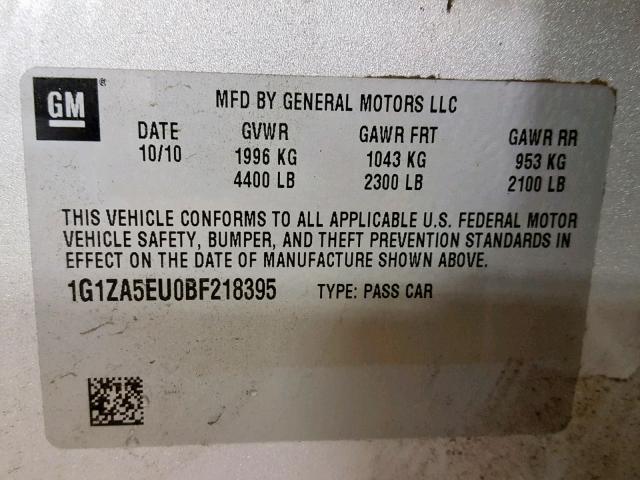 GM ®
MFD BY GENERAL MOTORS LLC
DATE GVWR GAWR FRT GAWR RR
10/10 1996 KG 1043 KG 953 KG
4400 LB 2300 LB 2100 LB
THIS VEHICLE CONFORMS TO ALL APPLICABLE U.S. FEDERAL MOTOR
VEHICLE SAFETY, BUMPER, AND THEFT PREVENTION STANDARDS IN
EFFECT ON THE DATE OF MANUFACTURE SHOWN ABOVE.
1G1ZA5EU0BF218395 TYPE: PASS CAR